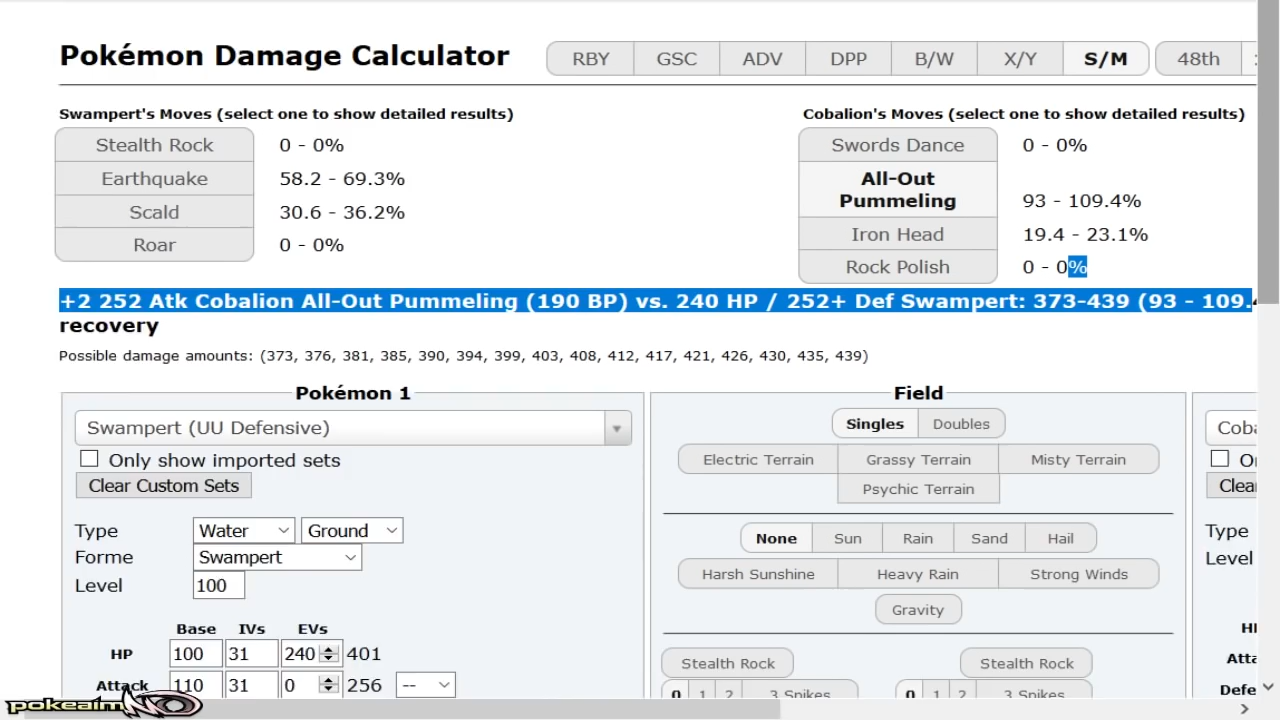 Pokémon Damage Calculator
RBY GSC ADV DPP B/W X/Y S/M 48th
Swampert's Moves (select one to show detailed results)
Cobalion's Moves (select one to show detailed results)
Stealth Rock 0 - 0%
Swords Dance 0 - 0%
Earthquake 58.2 - 69.3%
All-Out
Pummeling 93 - 109.4%
Scald 30.6 - 36.2%
Iron Head 19.4 - 23.1%
Roar 0 - 0%
Rock Polish 0 - 0%
+2 252 Atk Cobalion All-Out Pummeling (190 BP) vs. 240 HP / 252+ Def Swampert: 373-439 (93 - 109.
recovery
Possible damage amounts: (373, 376, 381, 385, 390, 394, 399, 403, 408, 412, 417, 421, 426, 430, 435, 439)
Pokémon 1
Field
Swampert (UU Defensive)
Singles Doubles
Coba
Only show imported sets
Electric Terrain Grassy Terrain Misty Terrain
Clear Custom Sets
Psychic Terrain
Clea
Type Water Ground
None Sun Rain Sand Hail
Type
Forme Swampert
Level
Level 100
Harsh Sunshine Heavy Rain Strong Winds
Gravity
Base IVs EVs
HP 100 31 240 401
Stealth Rock Stealth Rock
Attack 110 31 0 256 --
0 1 2 3 Spikes 0 1 2 3 Spikes
Atta
Defe
pokeaimMD